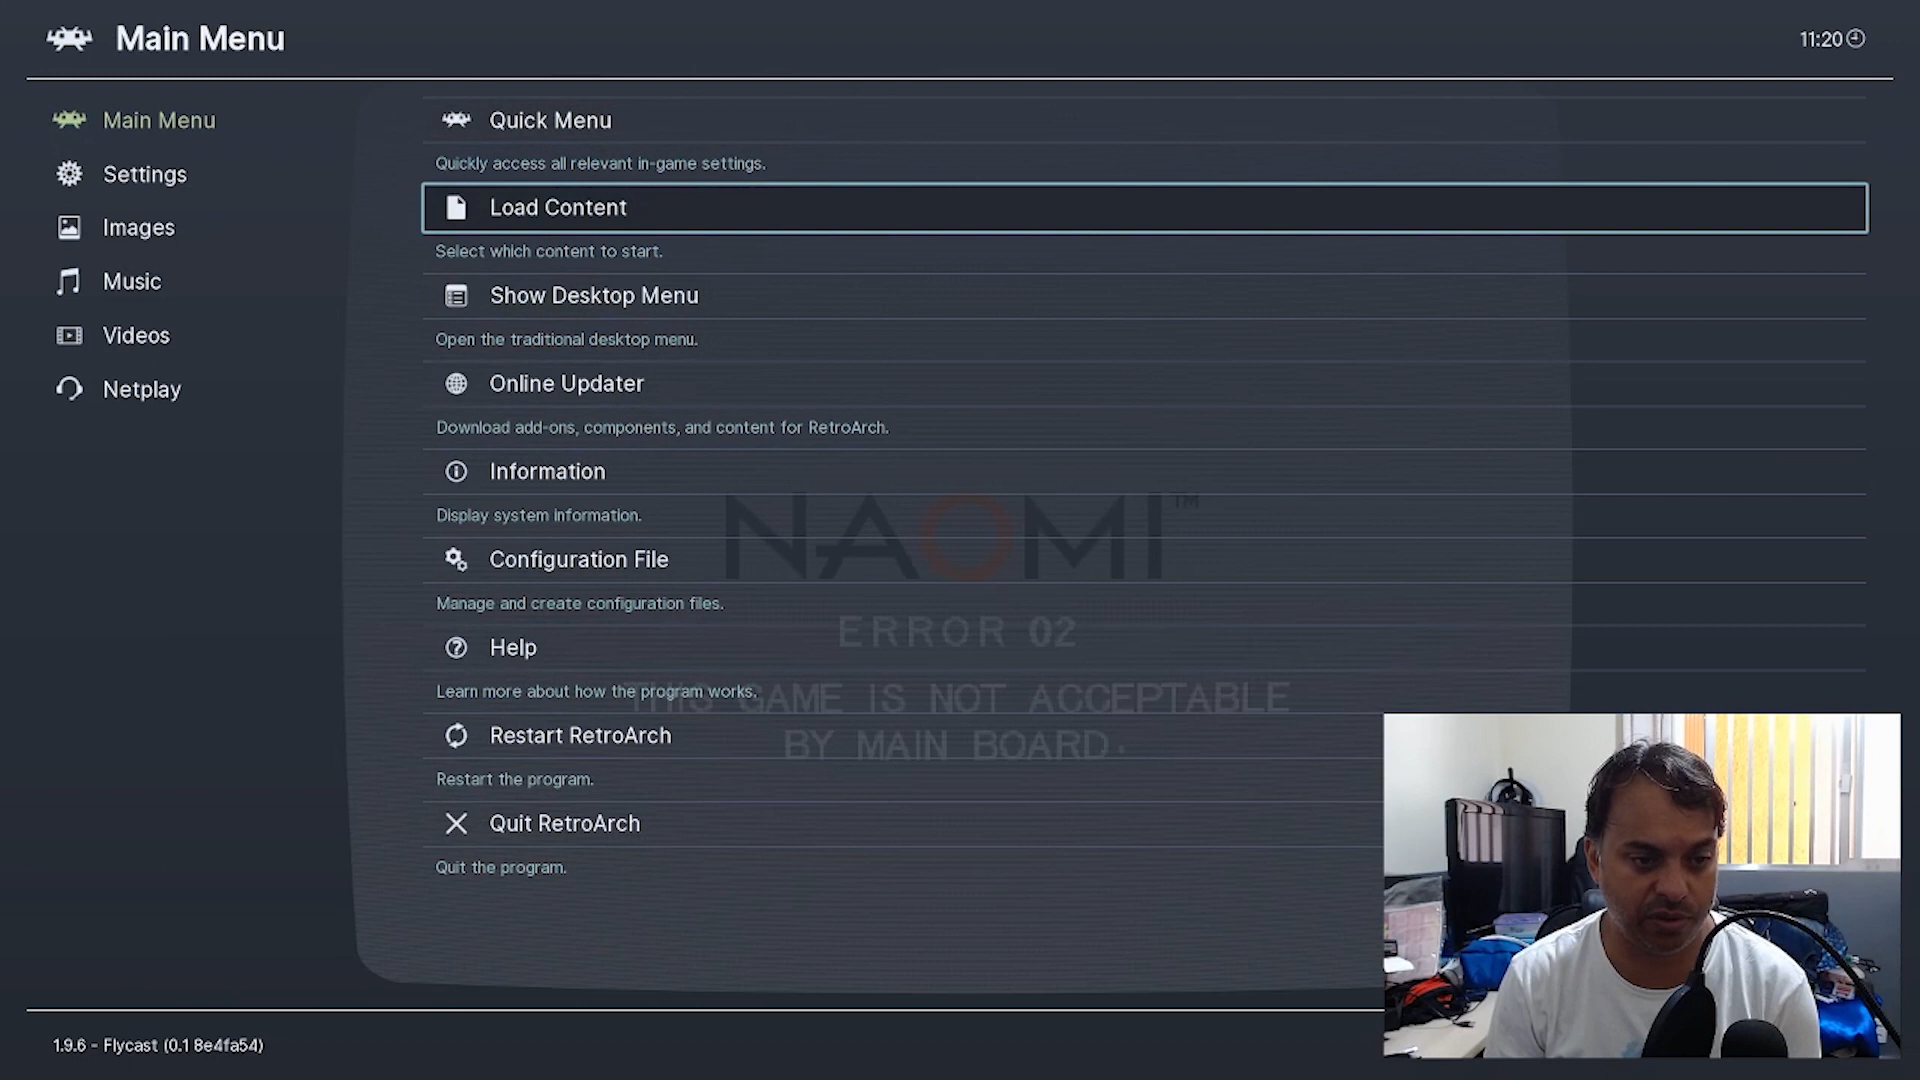 Main Menu
11:20
Main Menu
Settings
Images
Music
Videos
Netplay
Quick Menu
Quickly access all relevant in-game settings.
Load Content
Select which content to start.
Show Desktop Menu
Open the traditional desktop menu.
Online Updater
Download add-ons, components, and content for RetroArch.
Information
Display system information.
Configuration File
Manage and create configuration files.
Help
Learn more about how the program works.
Restart RetroArch
Restart the program.
Quit RetroArch
Quit the program.
NAOMI™
ERROR 02
THIS GAME IS NOT ACCEPTABLE
BY MAIN BOARD.
1.9.6 - Flycast (0.1 8e4fa54)